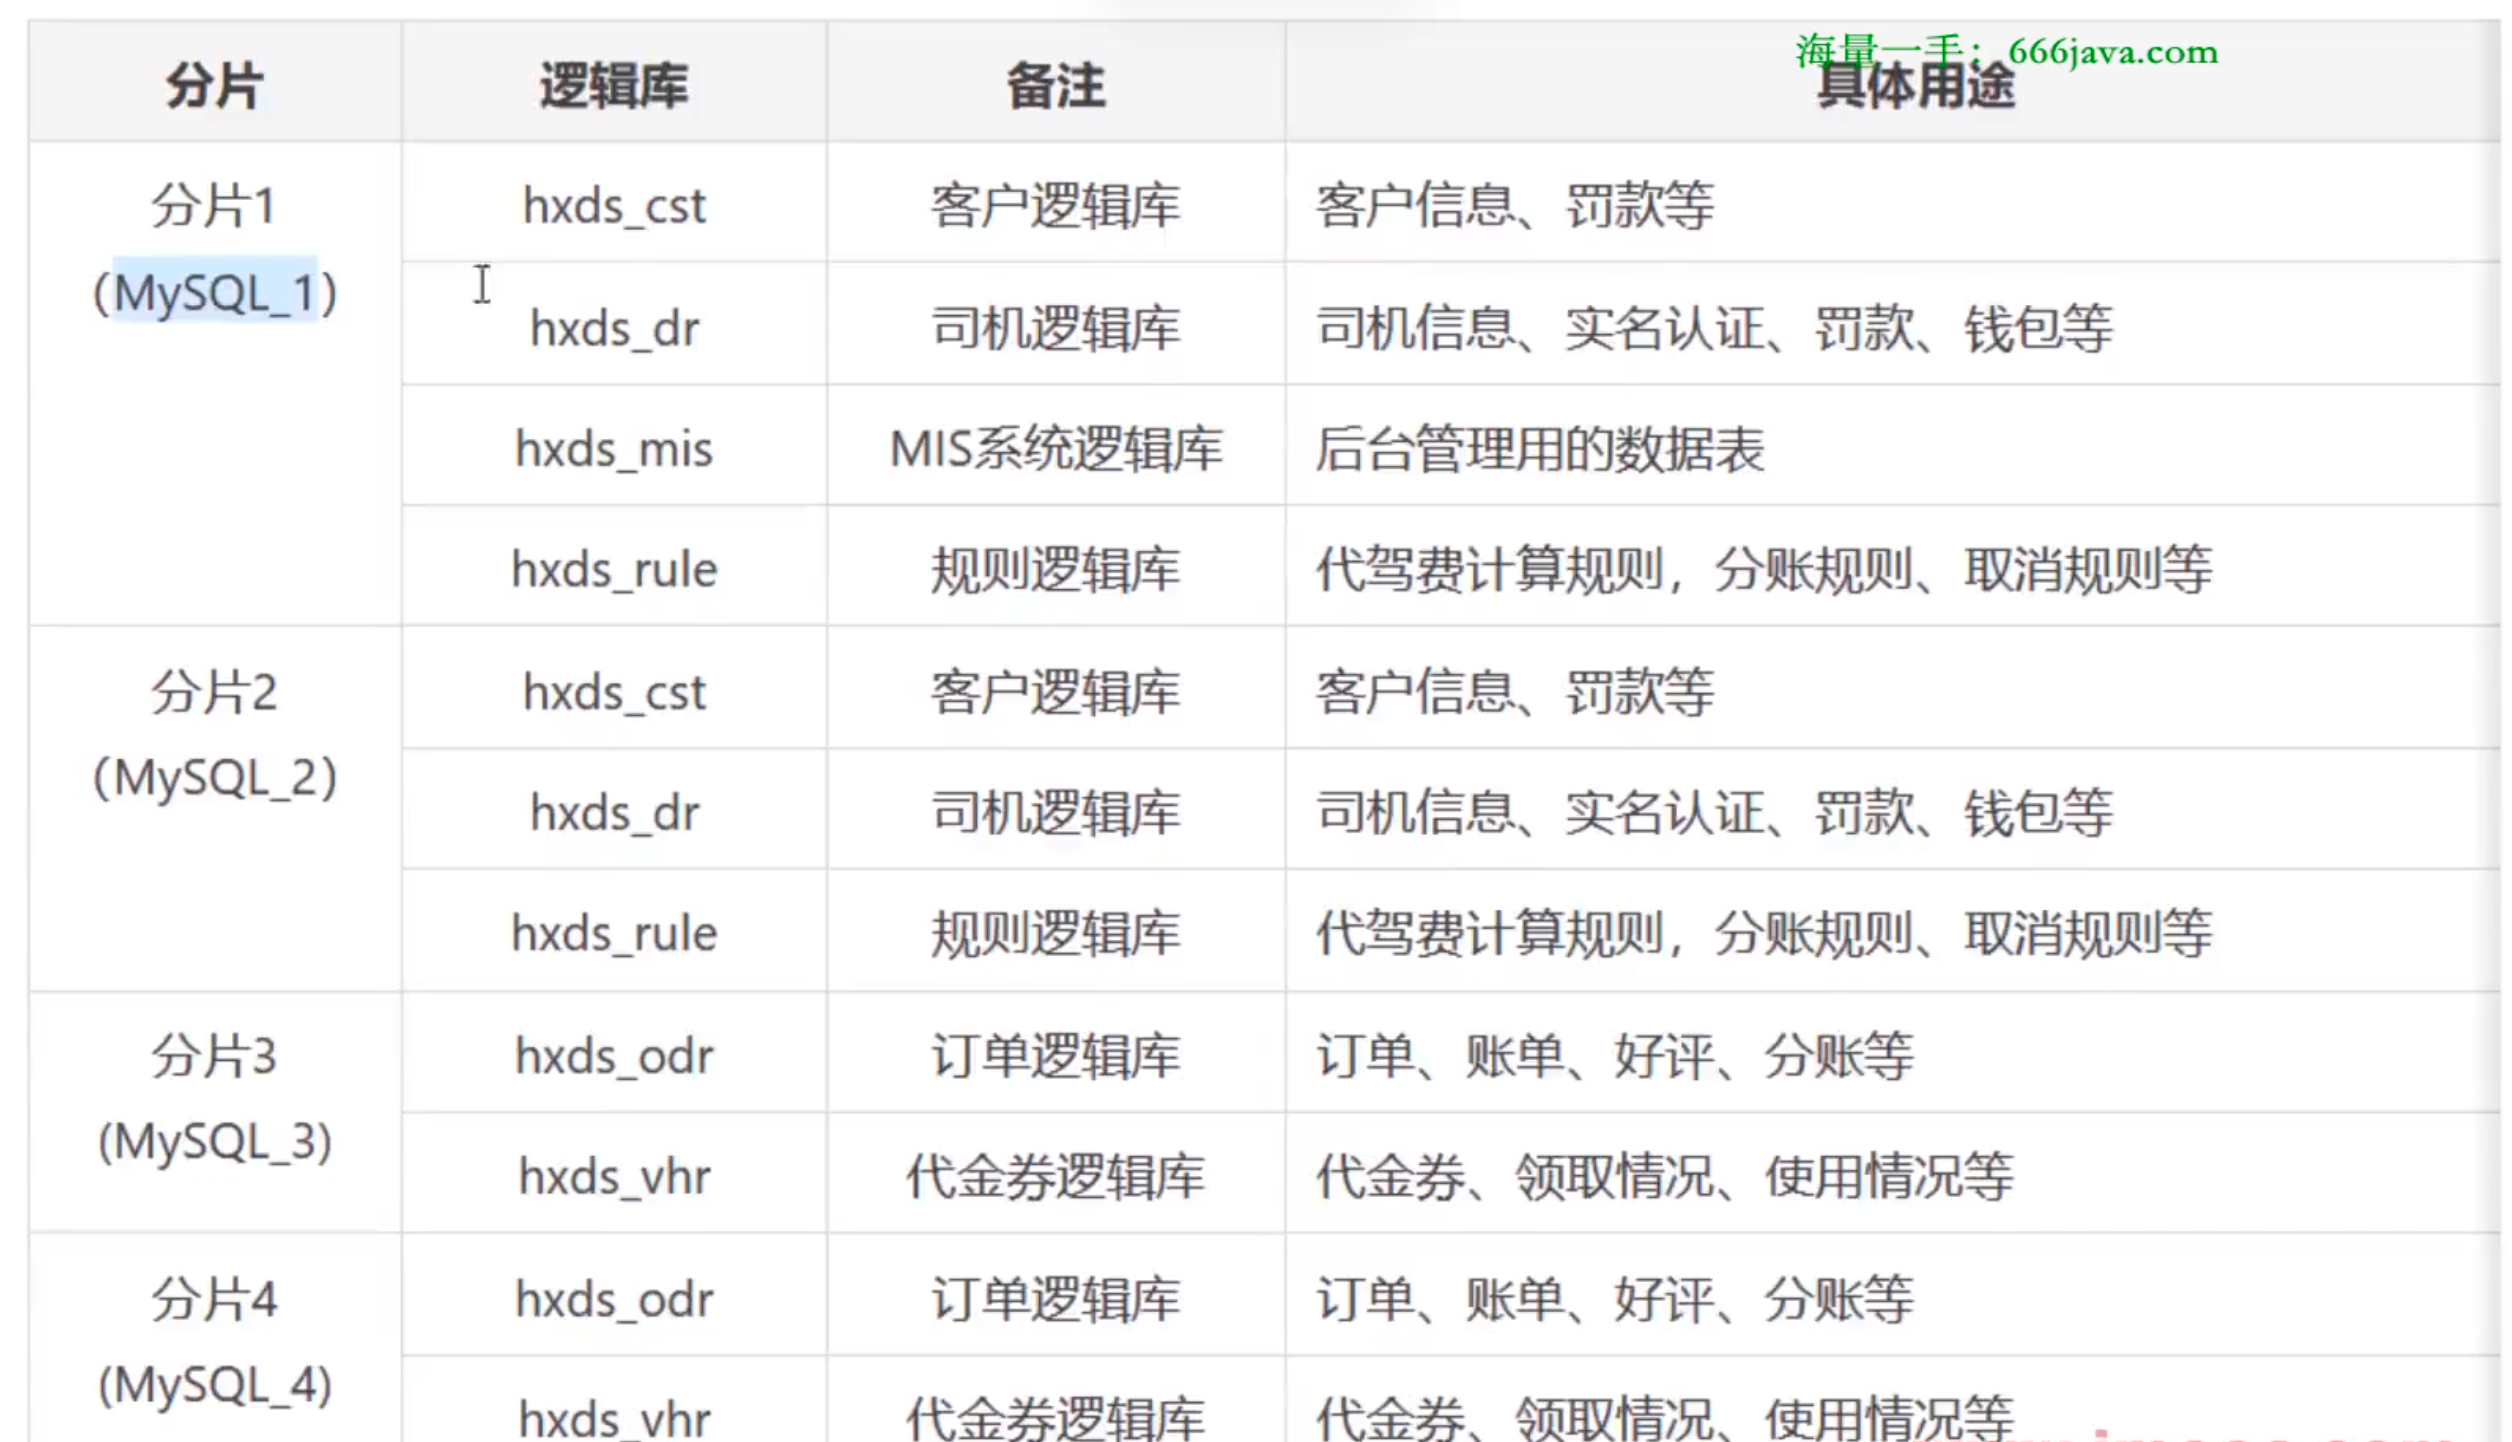 海量一手：666java.com
分片 逻辑库 备注 具体用途
分片1 hxds_cst 客户逻辑库 客户信息、罚款等
(MySQL_1)
hxds_dr 司机逻辑库 司机信息、实名认证、罚款、钱包等
hxds_mis MIS系统逻辑库 后台管理用的数据表
hxds_rule 规则逻辑库 代驾费计算规则，分账规则、取消规则等
分片2 hxds_cst 客户逻辑库 客户信息、罚款等
(MySQL_2)
hxds_dr 司机逻辑库 司机信息、实名认证、罚款、钱包等
hxds_rule 规则逻辑库 代驾费计算规则，分账规则、取消规则等
分片3 hxds_odr 订单逻辑库 订单、账单、好评、分账等
(MySQL_3)
hxds_vhr 代金券逻辑库 代金券、领取情况、使用情况等
分片4 hxds_odr 订单逻辑库 订单、账单、好评、分账等
(MySQL_4)
hxds_vhr 代金券逻辑库 代金券、领取情况、使用情况等